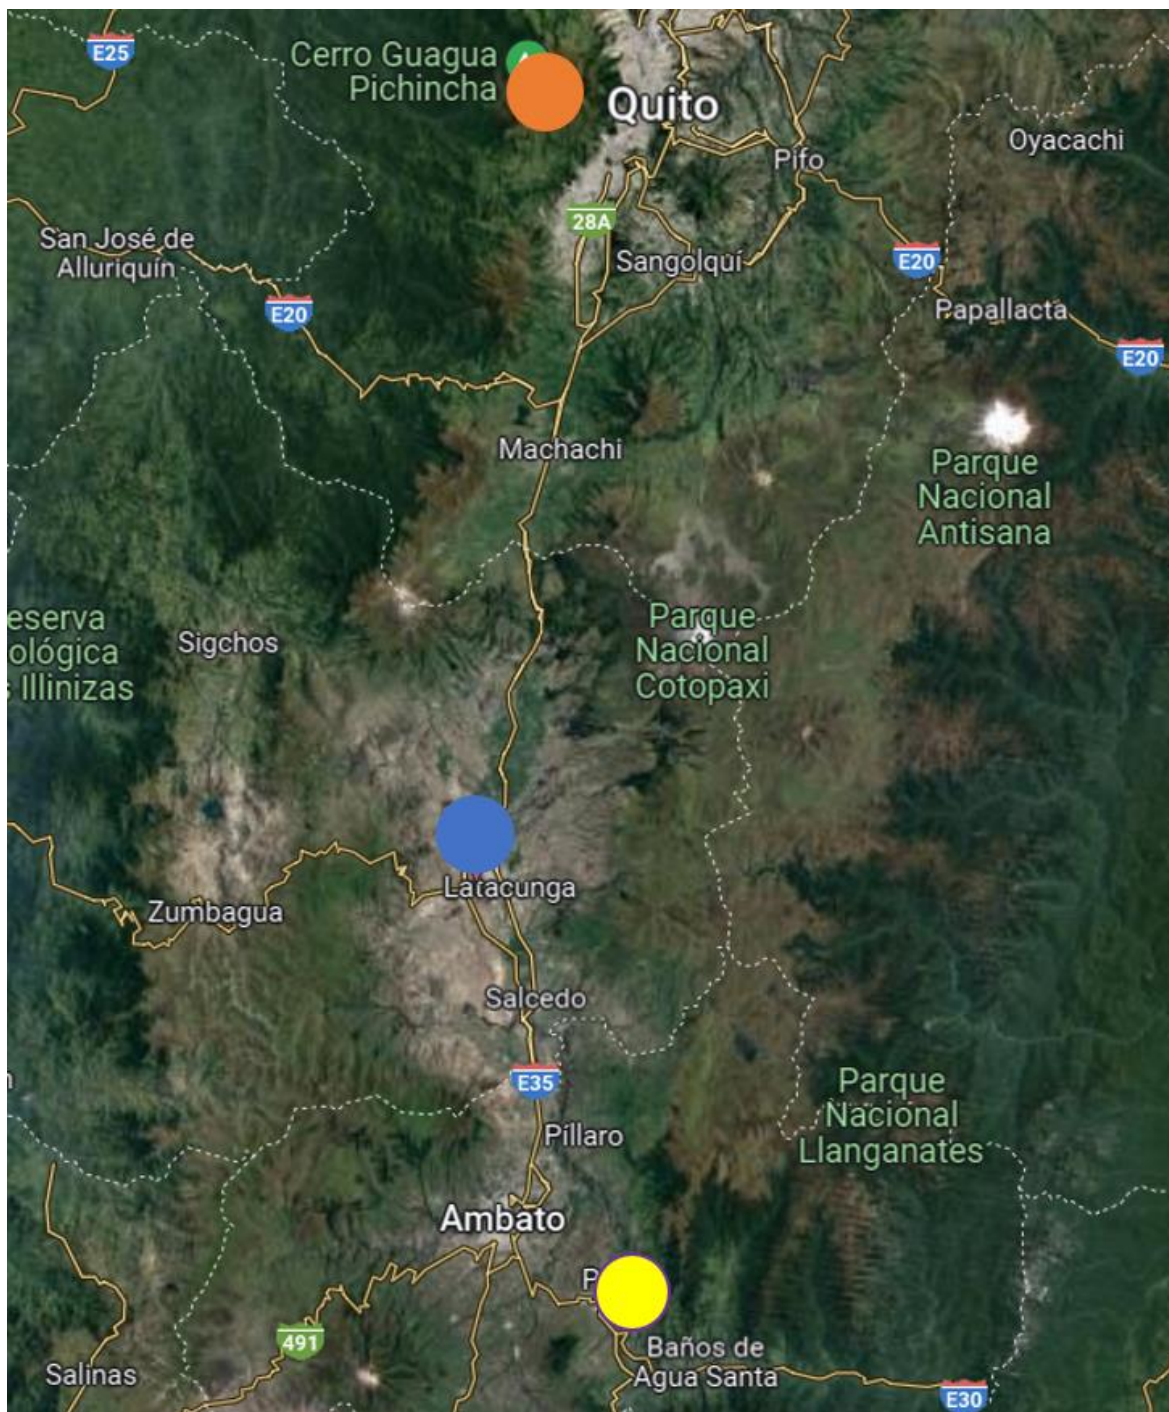 E25
Cerro Guagua
Pichincha
Quito
Oyacachi
Pifo
28A
San José de
Alluriquín
Sangolquí
E20
E20
Papallacta
E20
Machachi
Parque
Nacional
Antisana
eserva
ológica
s Illinizas
Sigchos
Parque
Nacional
Cotopaxi
Latacunga
Zumbagua
Salcedo
E35
Parque
Nacional
Llanganates
Píllaro
Ambato
P
491
Baños de
Agua Santa
Salinas
E30